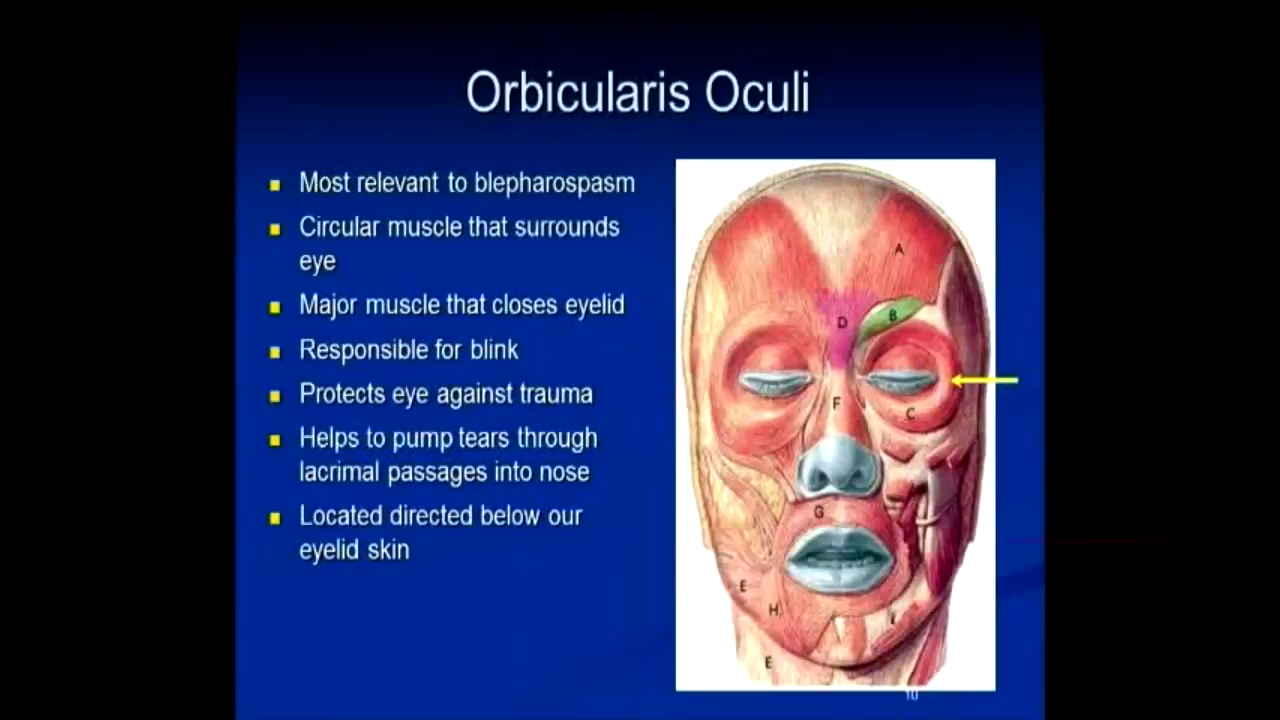 Orbicularis Oculi
Most relevant to blepharospasm
Circular muscle that surrounds
eye
Major muscle that closes eyelid
Responsible for blink
Protects eye against trauma
Helps to pump tears through
lacrimal passages into nose
Located directed below our
eyelid skin
A
B
D
F
C
G
E
H
E
10